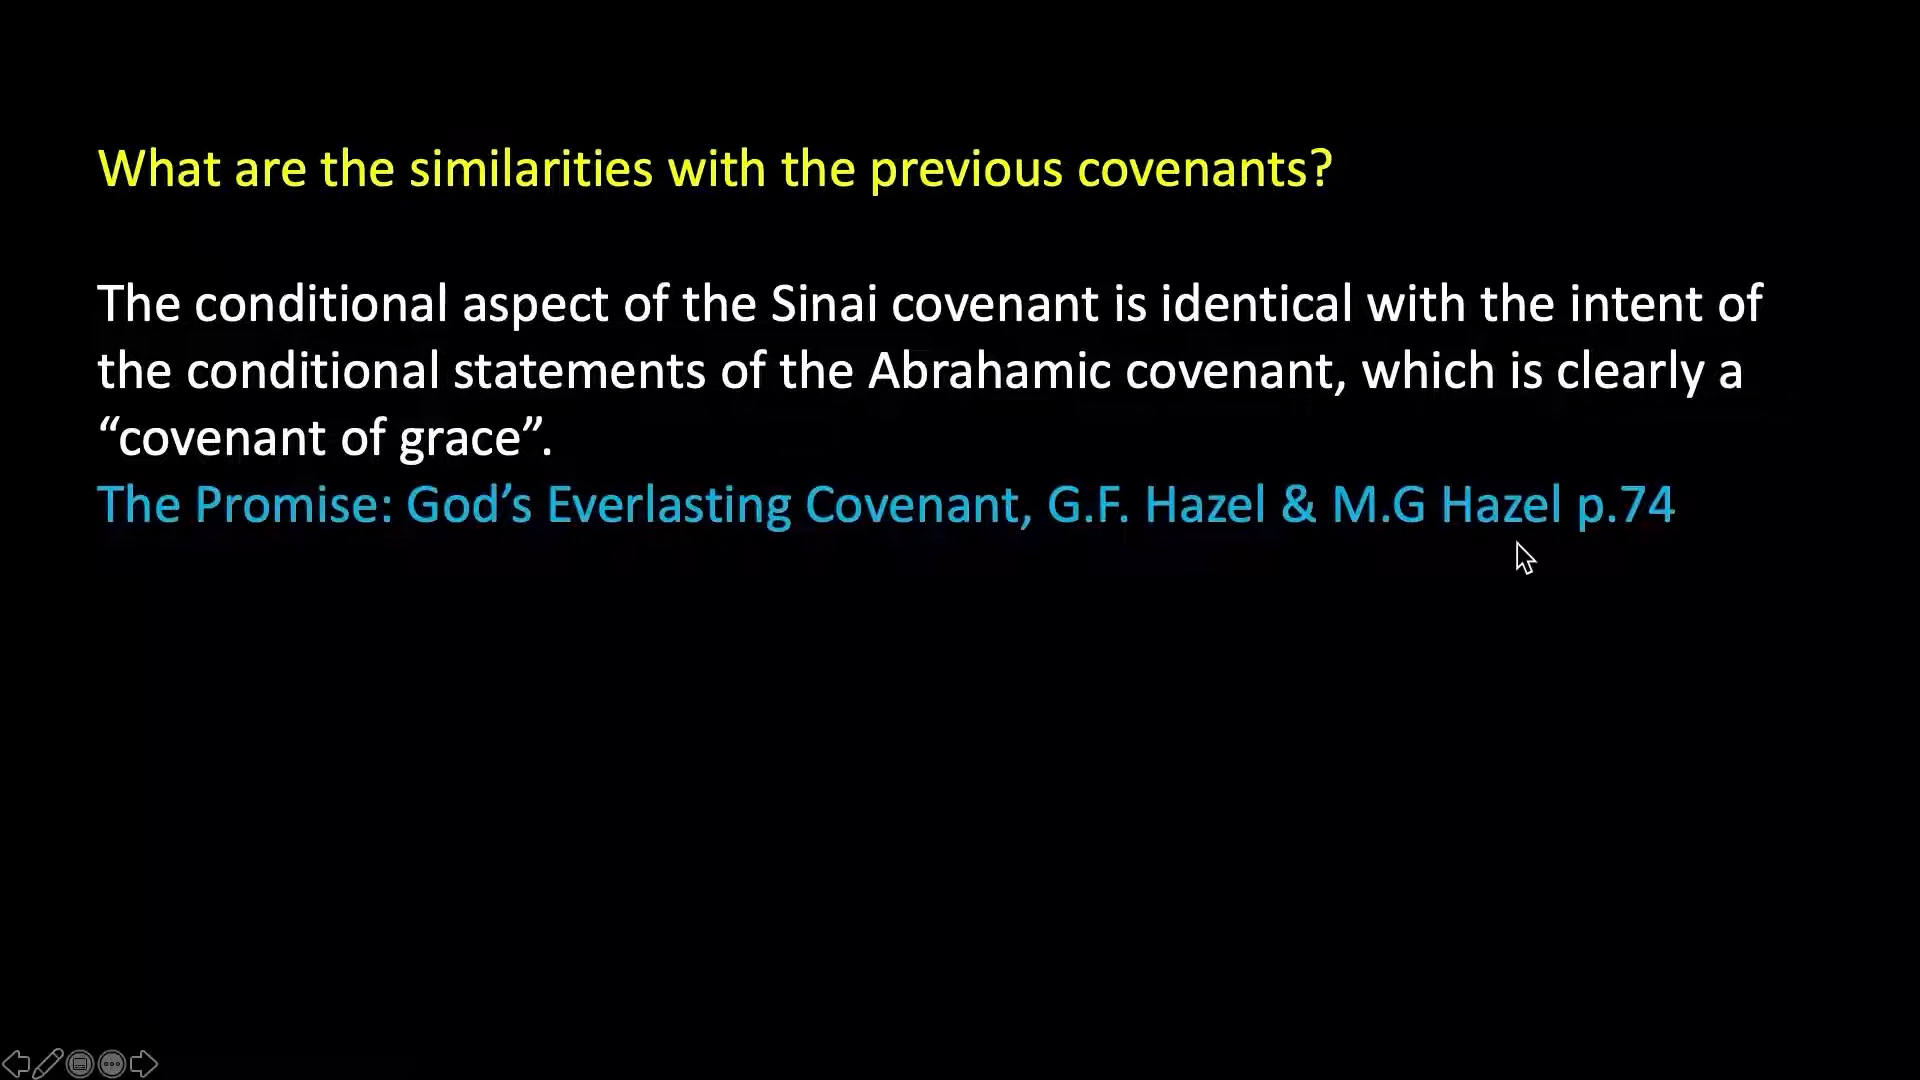 What are the similarities with the previous covenants?
The conditional aspect of the Sinai covenant is identical with the intent of
the conditional statements of the Abrahamic covenant, which is clearly a
“covenant of grace”.
The Promise: God’s Everlasting Covenant, G.F. Hazel & M.G Hazel p.74